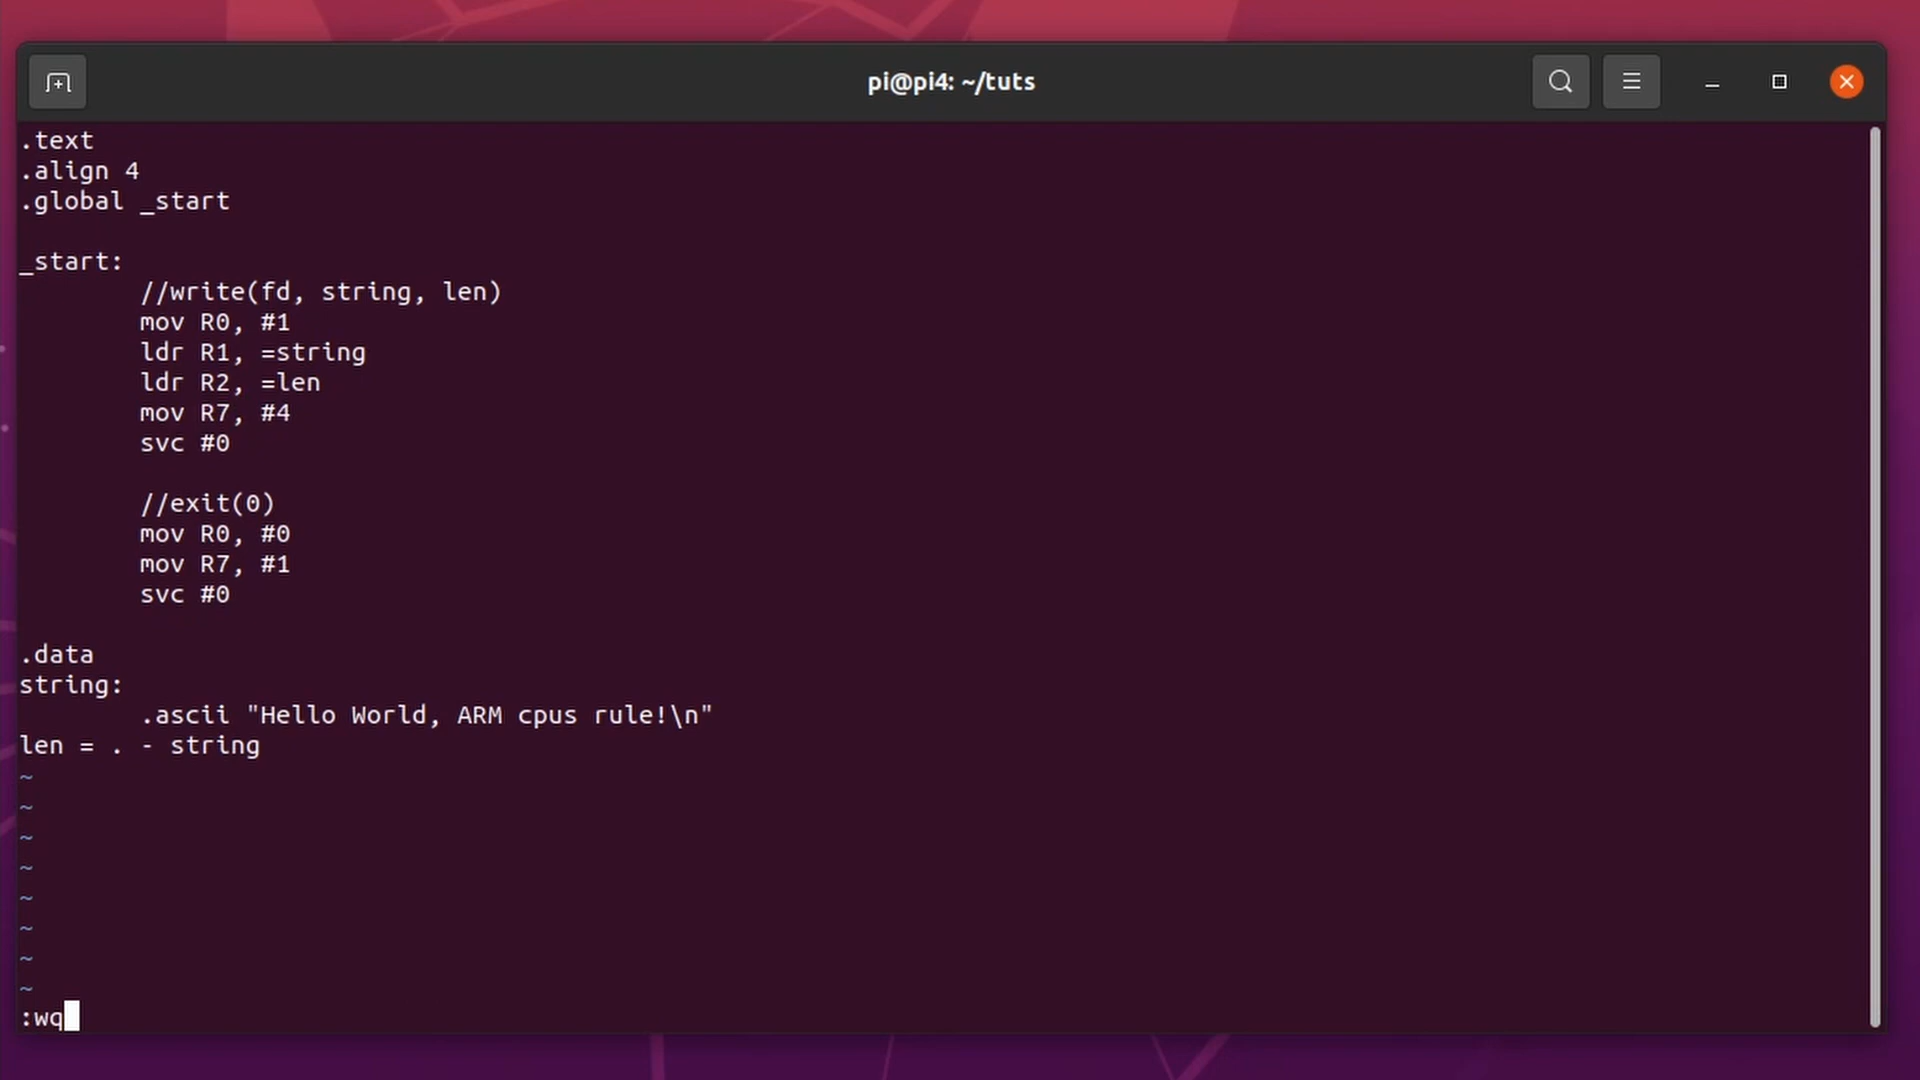 pi@pi4: ~/tuts
.text
.align 4
.global _start
_start:
//write(fd, string, len)
mov R0, #1
ldr R1, =string
ldr R2, =len
mov R7, #4
svc #0
//exit(0)
mov R0, #0
mov R7, #1
svc #0
.data
string:
.ascii "Hello World, ARM cpus rule!\n"
len = . - string
~
~
~
~
~
~
~
~
:wq